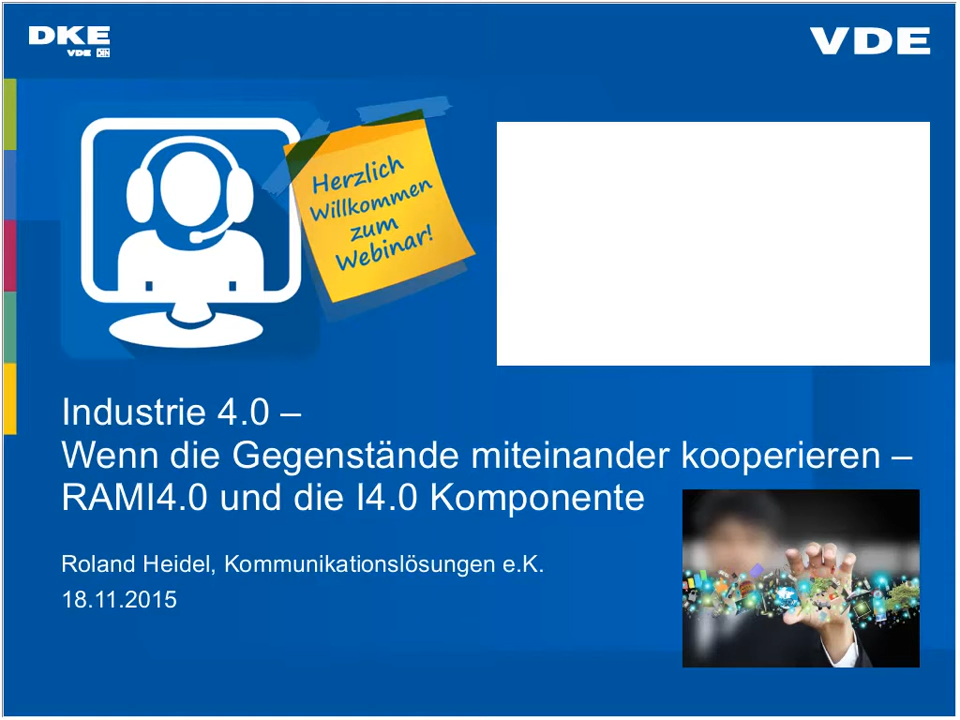 DKE
VDE DIN
VDE
Herzlich
Willkommen
zum
Webinar!
Industrie 4.0 –
Wenn die Gegenstände miteinander kooperieren –
RAMI4.0 und die I4.0 Komponente
Roland Heidel, Kommunikationslösungen e.K.
18.11.2015